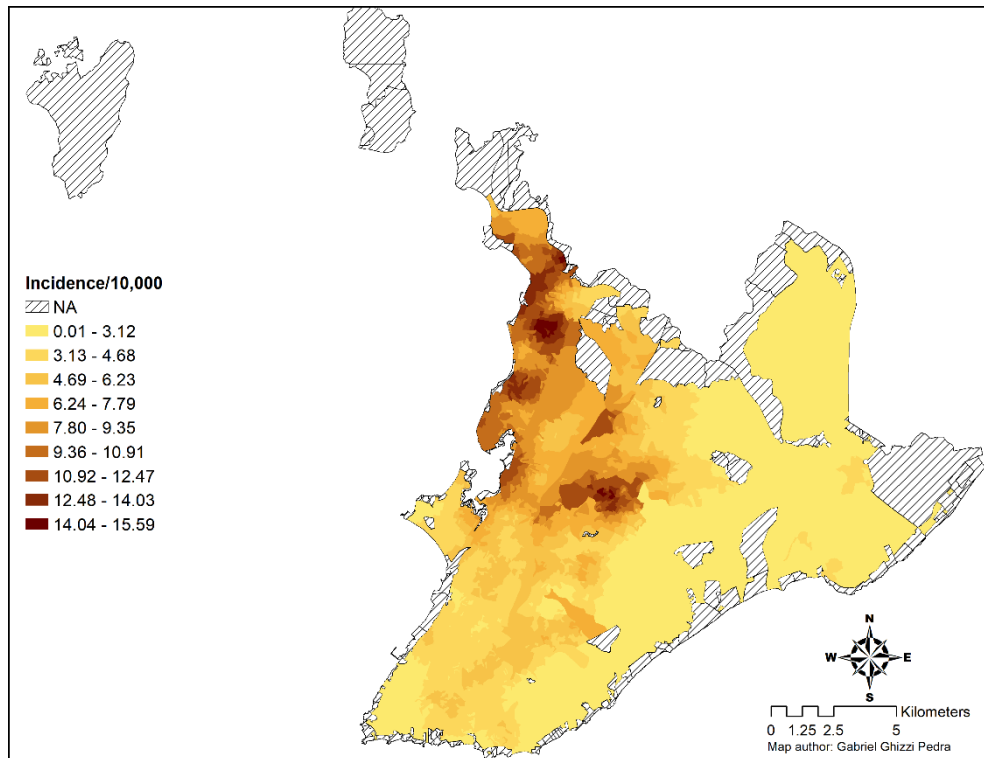 Incidence/10,000
NA
0.01 - 3.12
3.13 - 4.68
4.69 - 6.23
6.24 - 7.79
7.80 - 9.35
9.36 - 10.91
10.92 - 12.47
12.48 - 14.03
14.04 - 15.59
N
W E
S
Kilometers
0 1.25 2.5 5
Map author: Gabriel Ghizzi Pedra